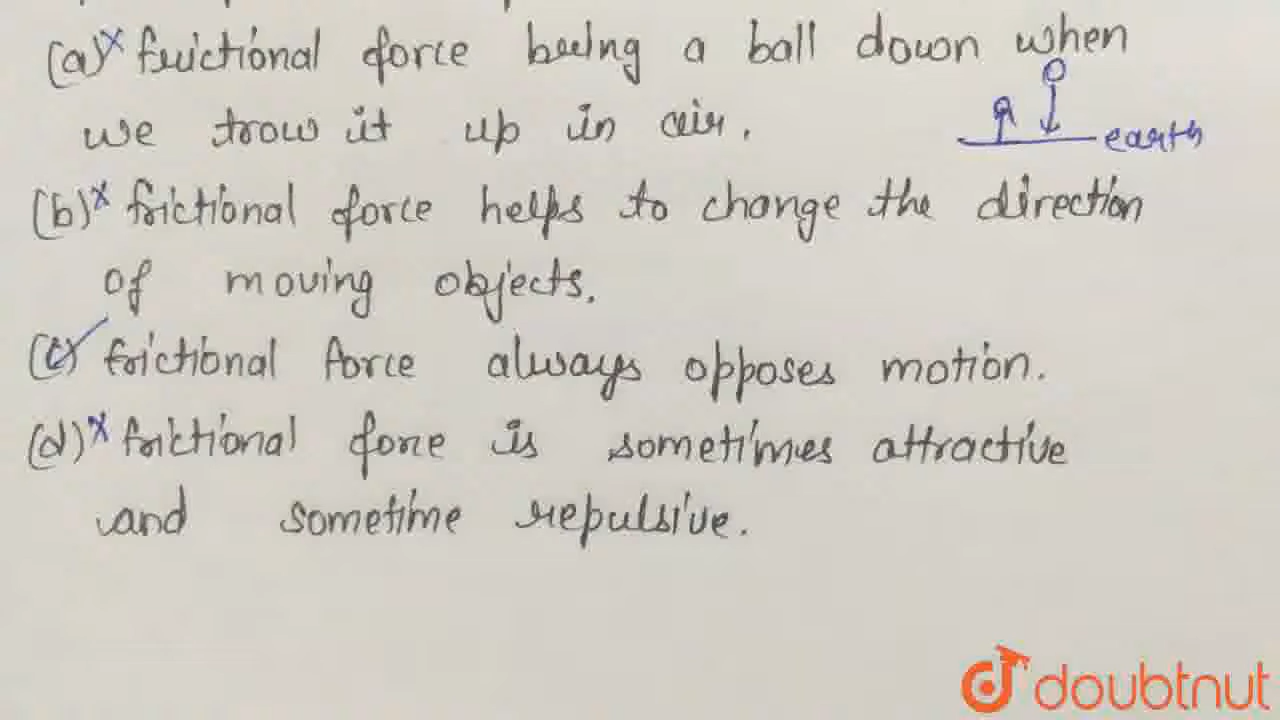 (a)x frictional force being a ball down when
we trow it up in air.
earth
(b)x frictional force helps to change the direction
of moving objects.
(c)✓ frictional force always opposes motion.
(d)x frictional force is sometimes attractive
and sometime repulsive.
doubtnut